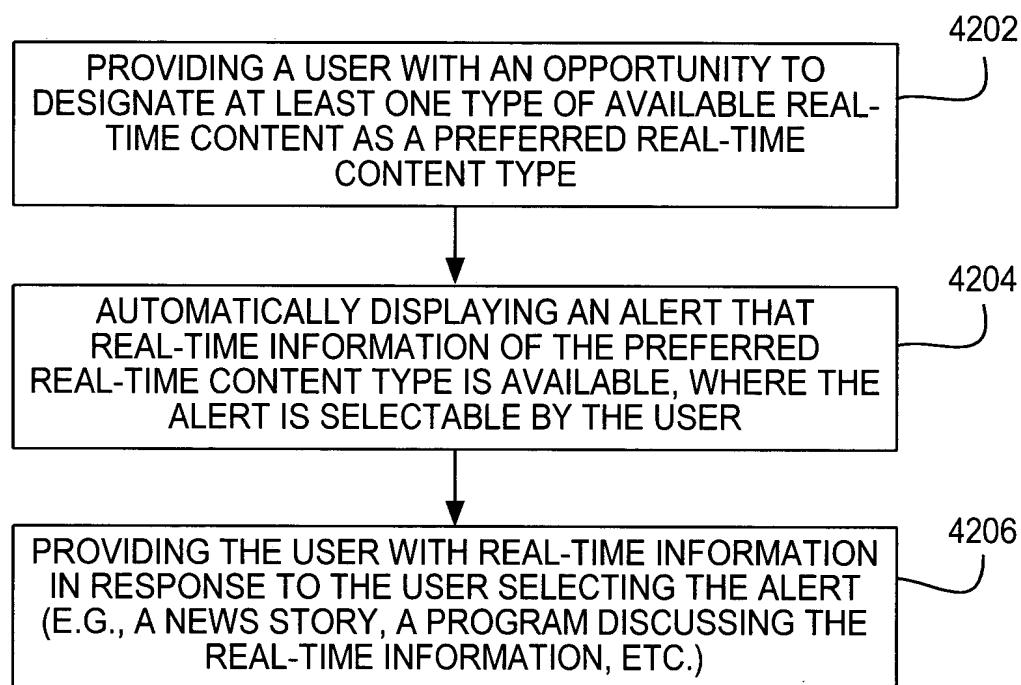 4202
PROVIDING A USER WITH AN OPPORTUNITY TO
DESIGNATE AT LEAST ONE TYPE OF AVAILABLE REAL-
TIME CONTENT AS A PREFERRED REAL-TIME
CONTENT TYPE
4204
AUTOMATICALLY DISPLAYING AN ALERT THAT
REAL-TIME INFORMATION OF THE PREFERRED
REAL-TIME CONTENT TYPE IS AVAILABLE, WHERE THE
ALERT IS SELECTABLE BY THE USER
4206
PROVIDING THE USER WITH REAL-TIME INFORMATION
IN RESPONSE TO THE USER SELECTING THE ALERT
(E.G., A NEWS STORY, A PROGRAM DISCUSSING THE
REAL-TIME INFORMATION, ETC.)